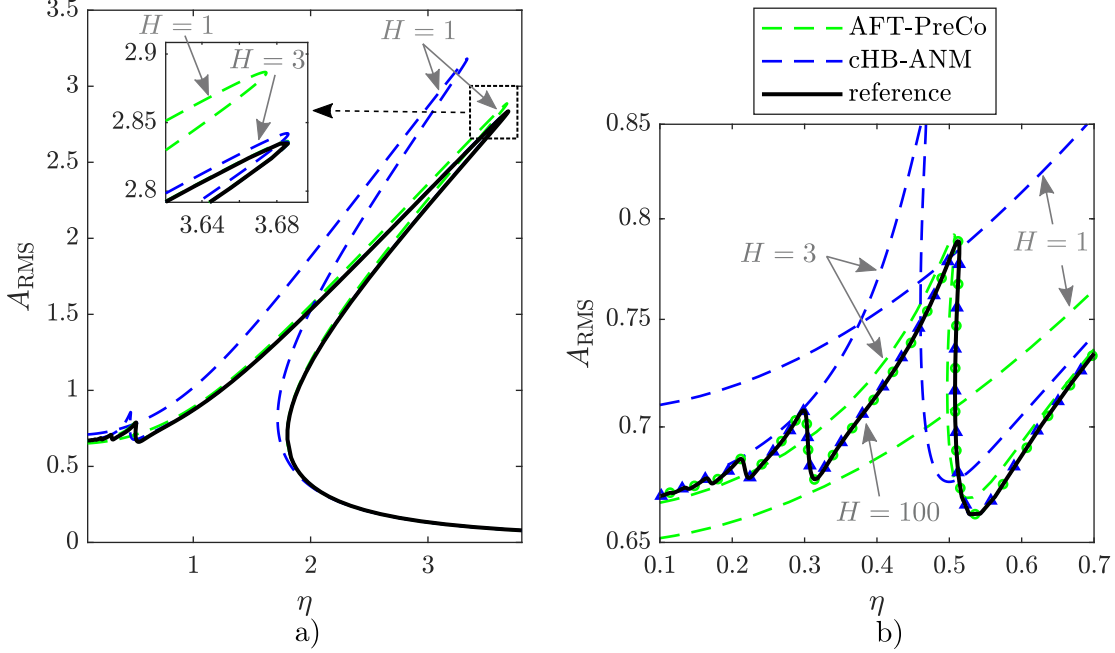 AFT-PreCo
cHB-ANM
reference
3.5
3
2.5
2
1.5
1
0.5
0
A_RMS
1
2
3
η
a)
H = 1
2.9
2.85
2.8
3.64
3.68
H = 1
H = 3
0.85
0.8
0.75
0.7
0.65
A_RMS
0.1
0.2
0.3
0.4
0.5
0.6
0.7
η
b)
H = 3
H = 1
H = 100